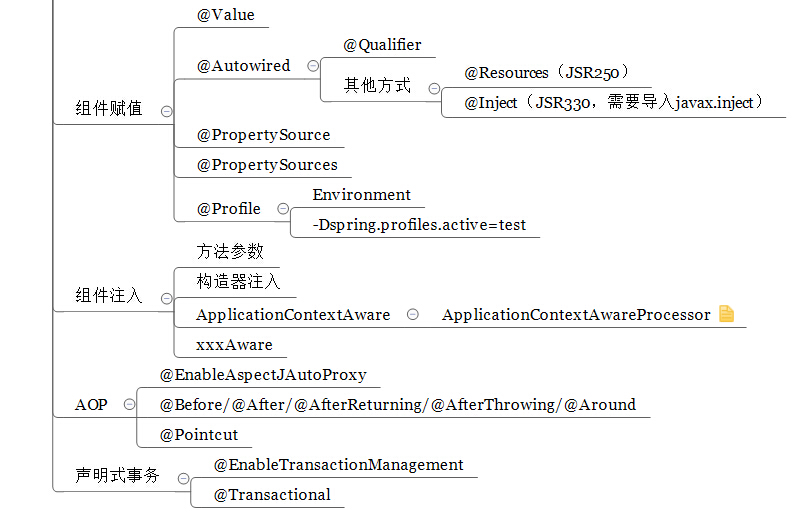 @Value
@Autowired
@Qualifier
其他方式
@Resources（JSR250）
@Inject（JSR330，需要导入javax.inject）
组件赋值
@PropertySource
@PropertySources
@Profile
Environment
-Dspring.profiles.active=test
方法参数
构造器注入
组件注入
ApplicationContextAware
ApplicationContextAwareProcessor
xxxAware
@EnableAspectJAutoProxy
AOP
@Before/@After/@AfterReturning/@AfterThrowing/@Around
@Pointcut
声明式事务
@EnableTransactionManagement
@Transactional